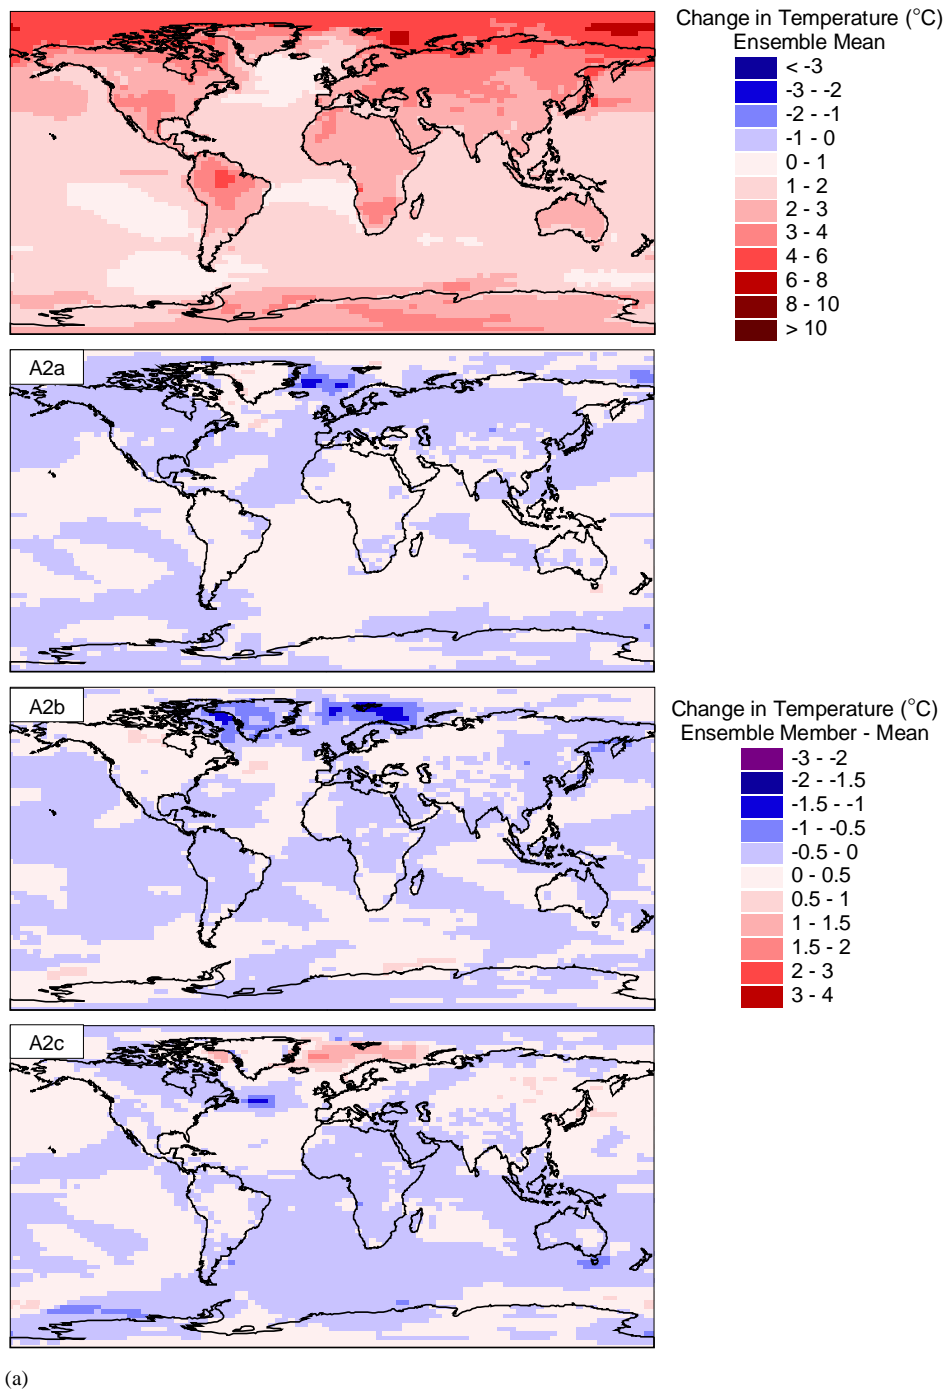 Change in Temperature (°C)
Ensemble Mean
< -3
-3 - -2
-2 - -1
-1 - 0
0 - 1
1 - 2
2 - 3
3 - 4
4 - 6
6 - 8
8 - 10
> 10
A2a
A2b
Change in Temperature (°C)
Ensemble Member - Mean
-3 - -2
-2 - -1.5
-1.5 - -1
-1 - -0.5
-0.5 - 0
0 - 0.5
0.5 - 1
1 - 1.5
1.5 - 2
2 - 3
3 - 4
A2c
(a)